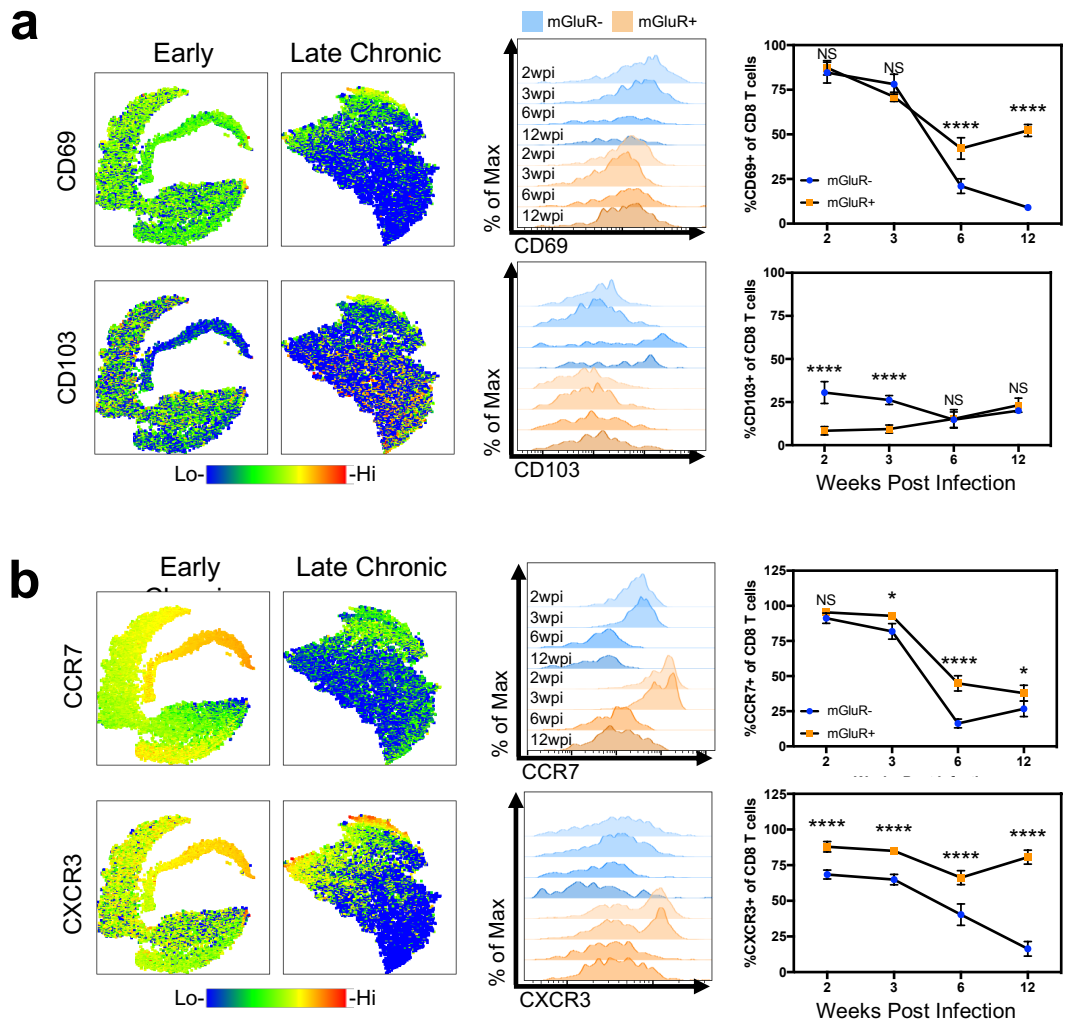 a
Early
Late Chronic
mGluR-
mGluR+
CD69
% of Max
2wpi
3wpi
6wpi
12wpi
2wpi
3wpi
6wpi
12wpi
CD69
%CD69+ of CD8 T cells
100
75
50
25
0
NS
NS
****
****
mGluR-
mGluR+
2 3 6 12
CD103
% of Max
CD103
%CD103+ of CD8 T cells
100
75
50
25
0
****
****
NS
NS
2 3 6 12
Weeks Post Infection
Lo-
-Hi
b
Early
Late Chronic
CCR7
% of Max
2wpi
3wpi
6wpi
12wpi
2wpi
3wpi
6wpi
12wpi
CCR7
%CCR7+ of CD8 T cells
125
100
75
50
25
0
NS
*
****
*
mGluR-
mGluR+
2 3 6 12
CXCR3
% of Max
CXCR3
%CXCR3+ of CD8 T cells
125
100
75
50
25
0
****
****
****
****
2 3 6 12
Weeks Post Infection
Lo-
-Hi